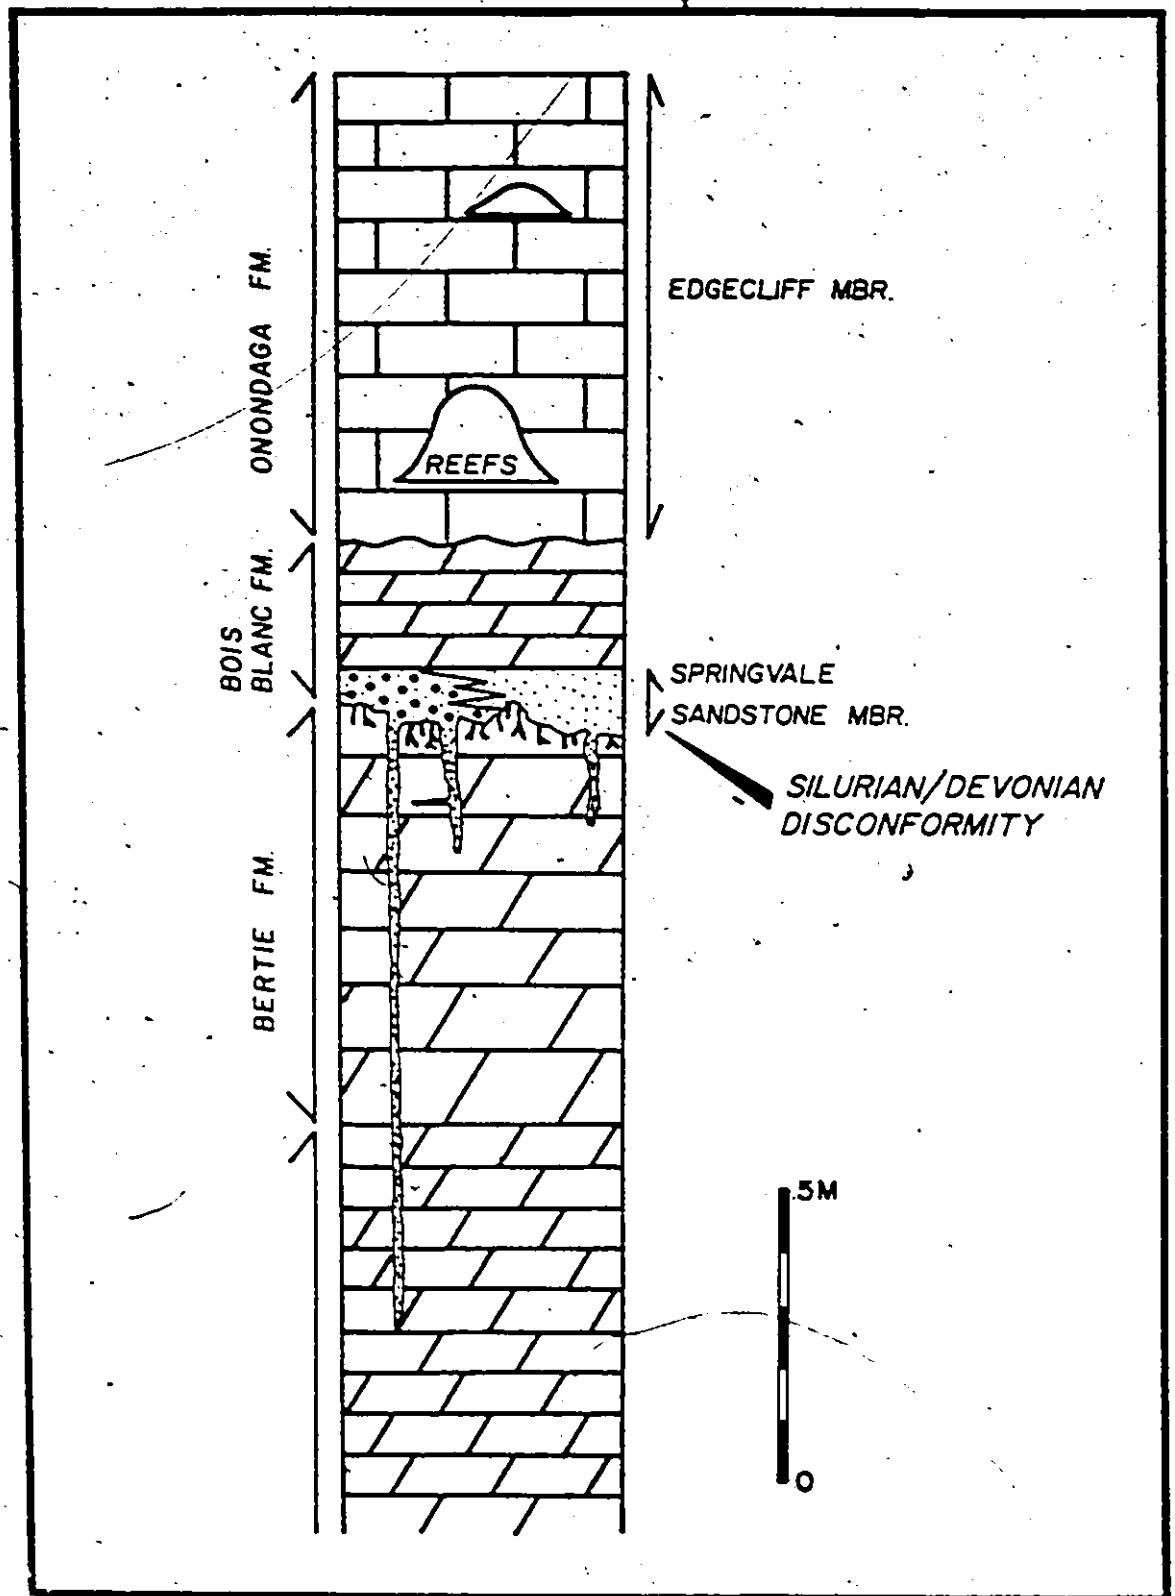 ONONDAGA FM.
EDGECLIFF MBR.
REEFS
BOIS
BLANC FM.
SPRINGVALE
SANDSTONE MBR.
SILURIAN/DEVONIAN
DISCONFORMITY
BERTIE FM.
.5M
0